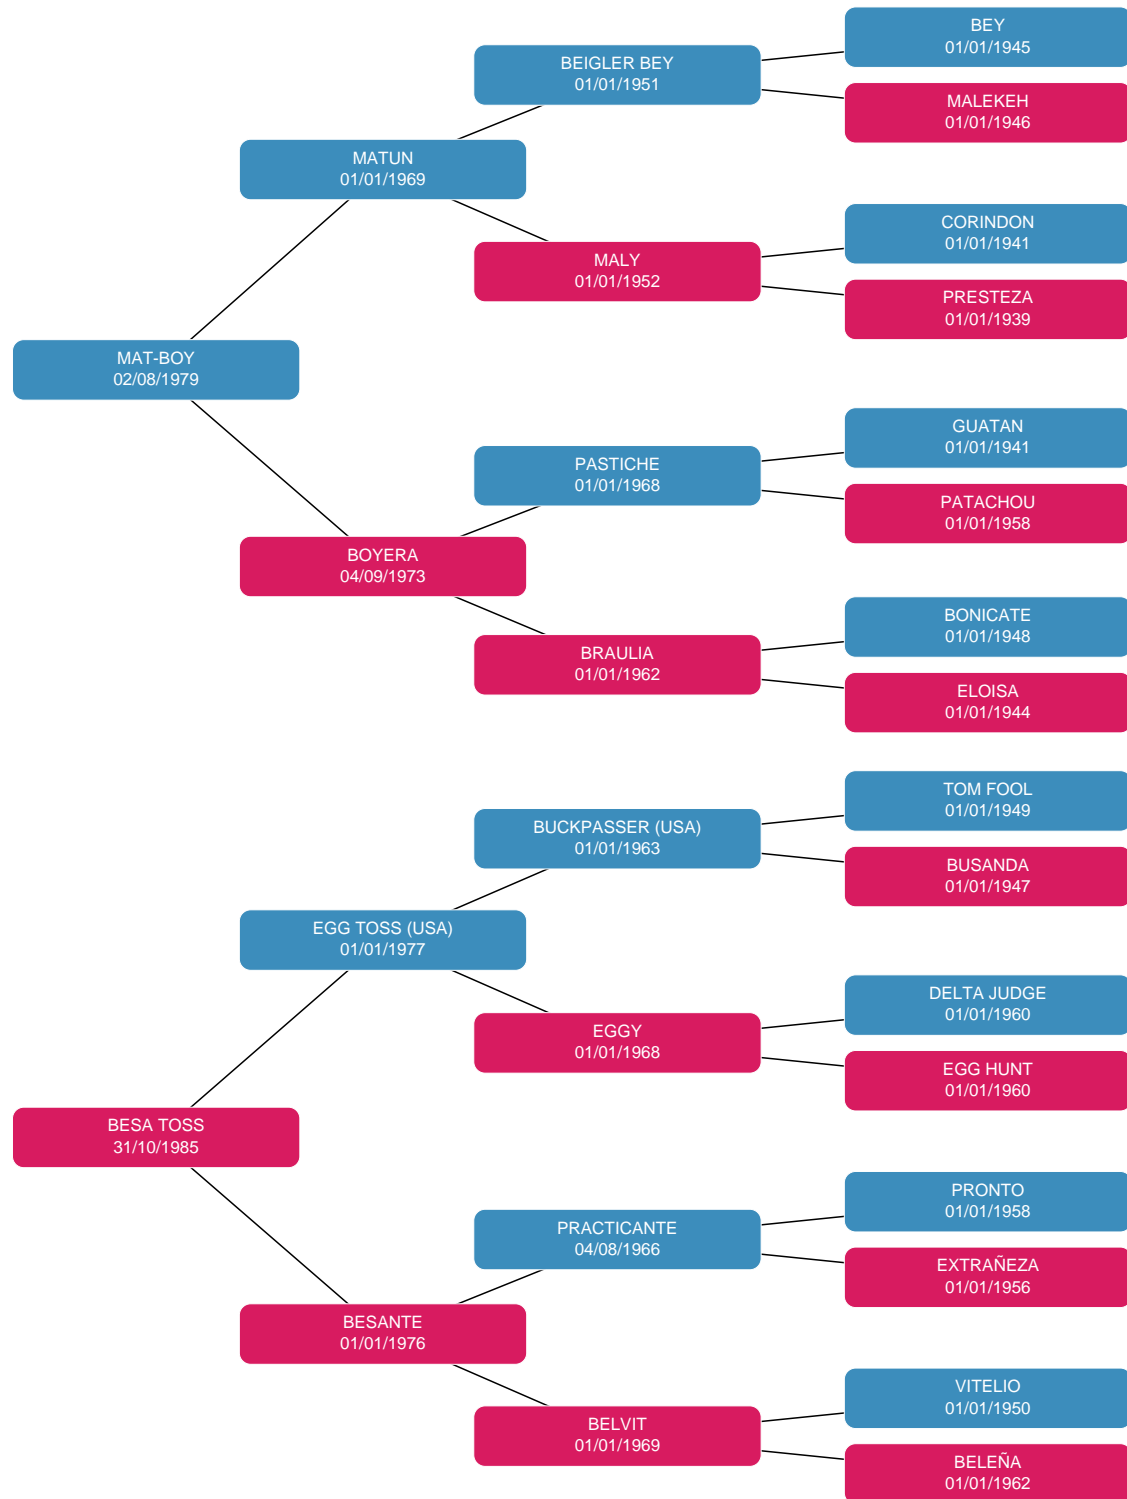 BEY
01/01/1945
BEIGLER BEY
01/01/1951
MALEKEH
01/01/1946
MATUN
01/01/1969
CORINDON
01/01/1941
MALY
01/01/1952
PRESTEZA
01/01/1939
MAT-BOY
02/08/1979
GUATAN
01/01/1941
PASTICHE
01/01/1968
PATACHOU
01/01/1958
BOYERA
04/09/1973
BONICATE
01/01/1948
BRAULIA
01/01/1962
ELOISA
01/01/1944
TOM FOOL
01/01/1949
BUCKPASSER (USA)
01/01/1963
BUSANDA
01/01/1947
EGG TOSS (USA)
01/01/1977
DELTA JUDGE
01/01/1960
EGGY
01/01/1968
EGG HUNT
01/01/1960
BESA TOSS
31/10/1985
PRONTO
01/01/1958
PRACTICANTE
04/08/1966
EXTRAÑEZA
01/01/1956
BESANTE
01/01/1976
VITELIO
01/01/1950
BELVIT
01/01/1969
BELEÑA
01/01/1962